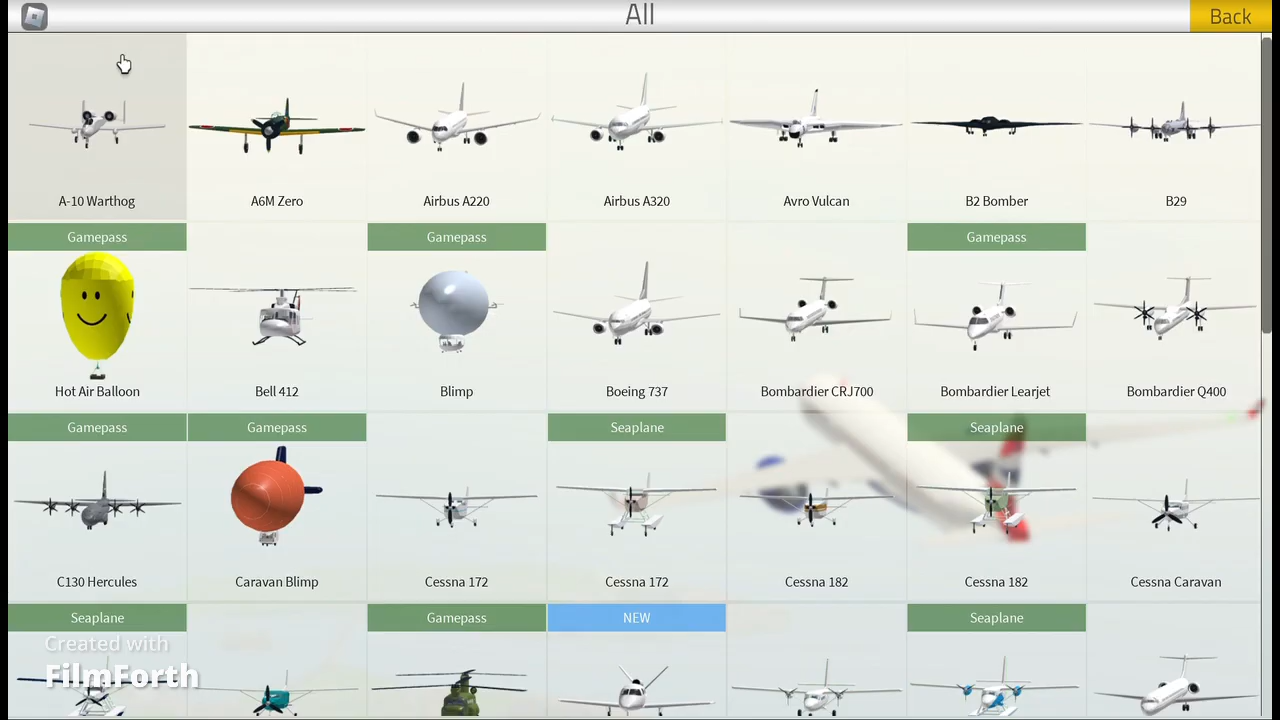 All
Back
A-10 Warthog
A6M Zero
Airbus A220
Airbus A320
Avro Vulcan
B2 Bomber
B29
Gamepass
Gamepass
Gamepass
Hot Air Balloon
Bell 412
Blimp
Boeing 737
Bombardier CRJ700
Bombardier Learjet
Bombardier Q400
Gamepass
Gamepass
Seaplane
Seaplane
C130 Hercules
Caravan Blimp
Cessna 172
Cessna 172
Cessna 182
Cessna 182
Cessna Caravan
Seaplane
Gamepass
NEW
Seaplane
Created with
FilmForth